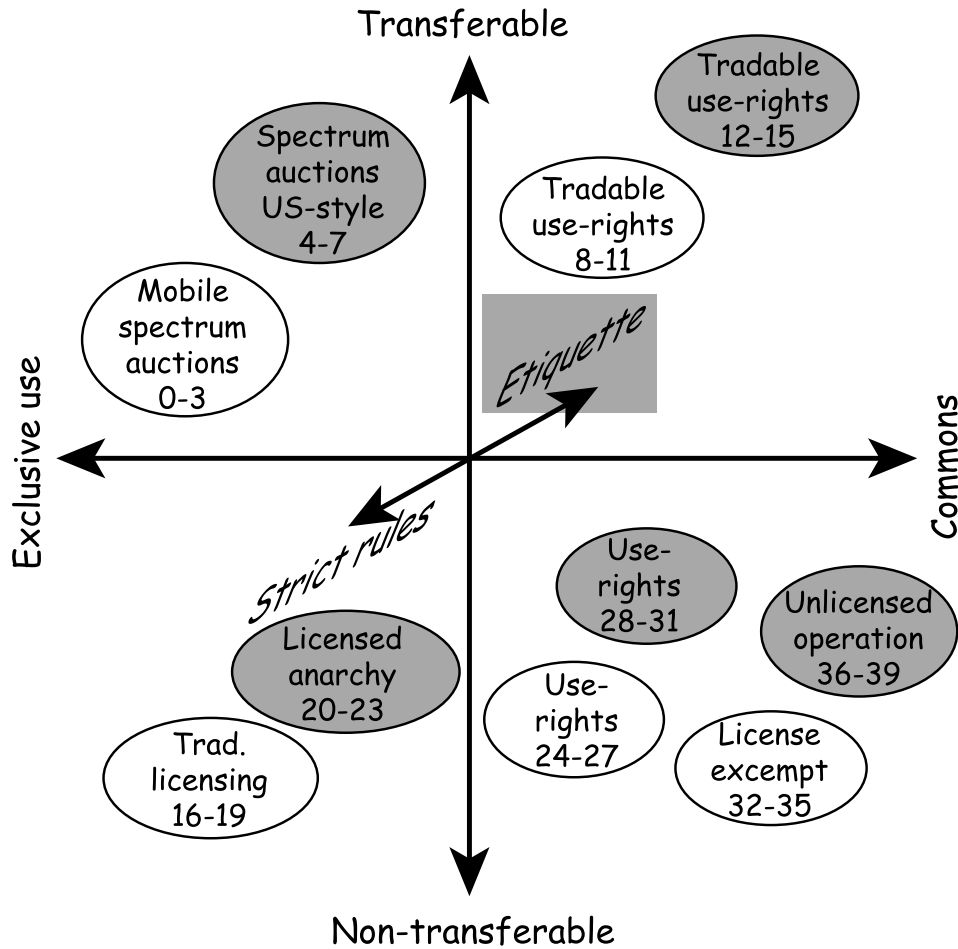 Transferable
Tradable
use-rights
12-15
Spectrum
auctions
US-style
4-7
Tradable
use-rights
8-11
Mobile
spectrum
auctions
0-3
Etiquette
Exclusive use
Commons
Strict rules
Use-
rights
28-31
Unlicensed
operation
36-39
Licensed
anarchy
20-23
Use-
rights
24-27
Trad.
licensing
16-19
License
excempt
32-35
Non-transferable